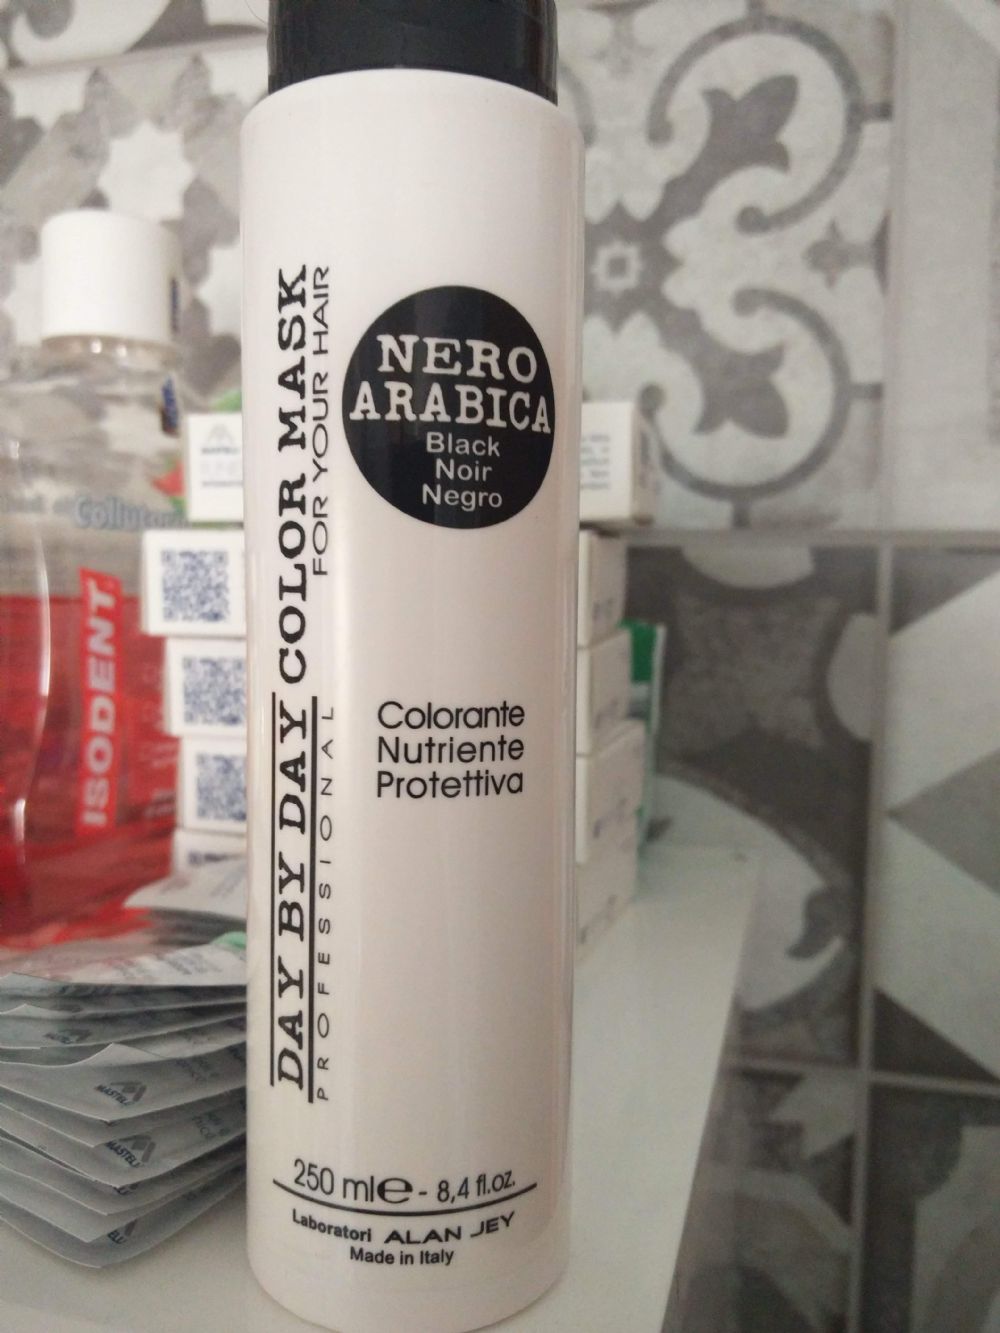 NERO
ARABICA
Black
Noir
Negro
DAY BY DAY COLOR MASK
PROFESSIONAL FOR YOUR HAIR
Colorante
Nutriente
Protettiva
250 ml e - 8,4 fl.oz.
Laboratori ALAN JEY
Made in Italy
ISODENT
MASTELLI